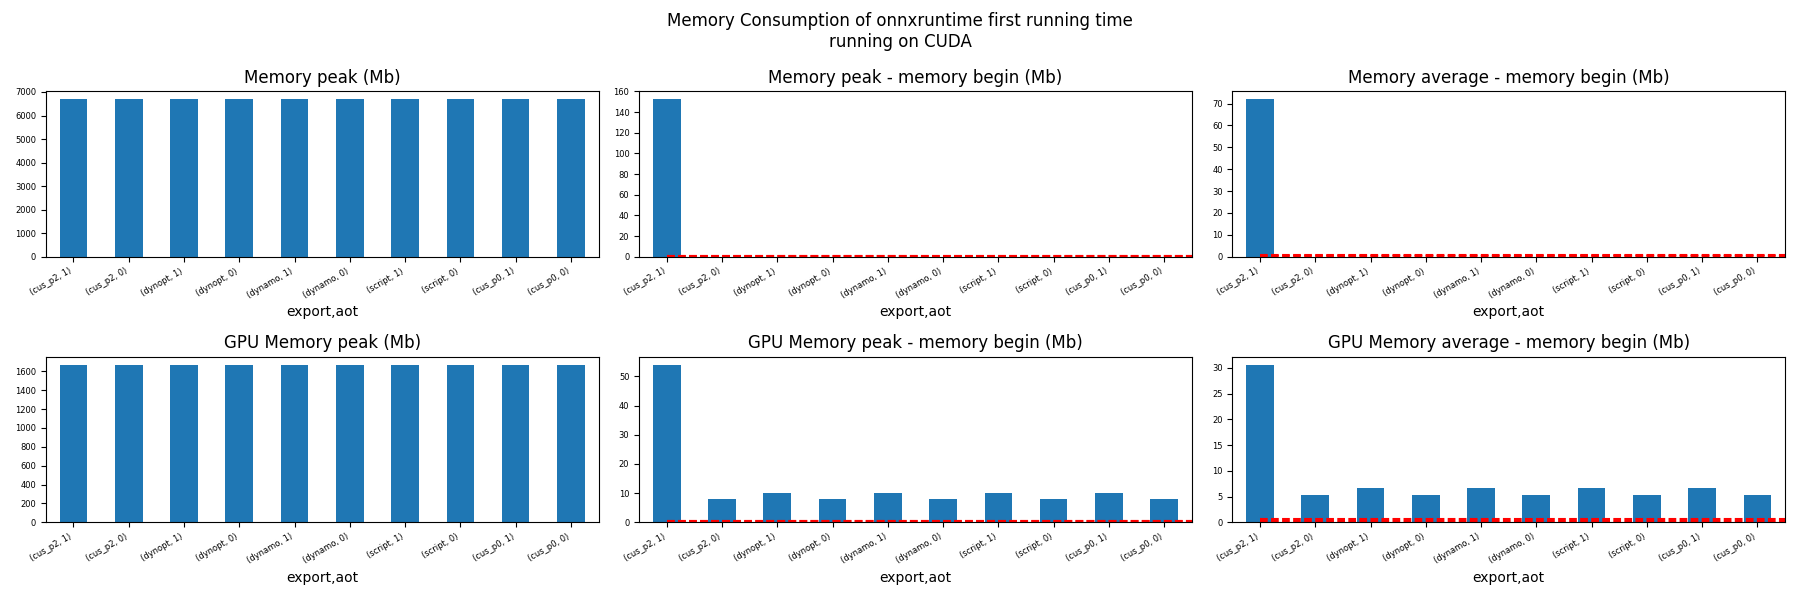 Memory Consumption of onnxruntime first running time
running on CUDA
Memory peak (Mb)
7000
6000
5000
4000
3000
2000
1000
0
(cus_p2, 1)
(cus_p2, 0)
(dynopt, 1)
(dynopt, 0)
(dynamo, 1)
(dynamo, 0)
(script, 1)
(script, 0)
(cus_p0, 1)
(cus_p0, 0)
export,aot
Memory peak - memory begin (Mb)
160
140
120
100
80
60
40
20
0
(cus_p2, 1)
(cus_p2, 0)
(dynopt, 1)
(dynopt, 0)
(dynamo, 1)
(dynamo, 0)
(script, 1)
(script, 0)
(cus_p0, 1)
(cus_p0, 0)
export,aot
Memory average - memory begin (Mb)
70
60
50
40
30
20
10
0
(cus_p2, 1)
(cus_p2, 0)
(dynopt, 1)
(dynopt, 0)
(dynamo, 1)
(dynamo, 0)
(script, 1)
(script, 0)
(cus_p0, 1)
(cus_p0, 0)
export,aot
GPU Memory peak (Mb)
1600
1400
1200
1000
800
600
400
200
0
(cus_p2, 1)
(cus_p2, 0)
(dynopt, 1)
(dynopt, 0)
(dynamo, 1)
(dynamo, 0)
(script, 1)
(script, 0)
(cus_p0, 1)
(cus_p0, 0)
export,aot
GPU Memory peak - memory begin (Mb)
50
40
30
20
10
0
(cus_p2, 1)
(cus_p2, 0)
(dynopt, 1)
(dynopt, 0)
(dynamo, 1)
(dynamo, 0)
(script, 1)
(script, 0)
(cus_p0, 1)
(cus_p0, 0)
export,aot
GPU Memory average - memory begin (Mb)
30
25
20
15
10
5
0
(cus_p2, 1)
(cus_p2, 0)
(dynopt, 1)
(dynopt, 0)
(dynamo, 1)
(dynamo, 0)
(script, 1)
(script, 0)
(cus_p0, 1)
(cus_p0, 0)
export,aot